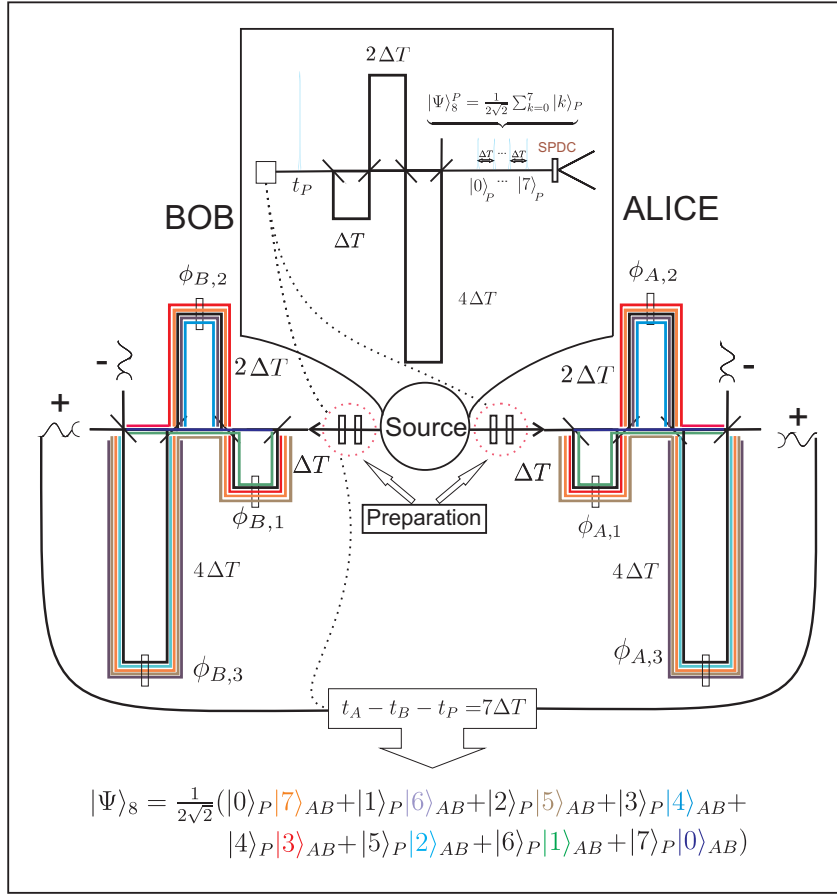 2ΔT
|Ψ⟩₈ᴾ = 1/(2√2) ∑_{k=0}^{7} |k⟩_P
SPDC
ΔT ... ΔT
t_P
|0⟩_P ... |7⟩_P
BOB
ALICE
ΔT
4ΔT
ϕ_{B,2}
ϕ_{A,2}
-
-
2ΔT
2ΔT
+
+
Source
ΔT
ΔT
ϕ_{B,1}
Preparation
ϕ_{A,1}
4ΔT
4ΔT
ϕ_{B,3}
ϕ_{A,3}
t_A − t_B − t_P = 7ΔT
|Ψ⟩₈ = 1/(2√2) (|0⟩_P|7⟩_{AB}+|1⟩_P|6⟩_{AB}+|2⟩_P|5⟩_{AB}+|3⟩_P|4⟩_{AB}+
|4⟩_P|3⟩_{AB}+|5⟩_P|2⟩_{AB}+|6⟩_P|1⟩_{AB}+|7⟩_P|0⟩_{AB})